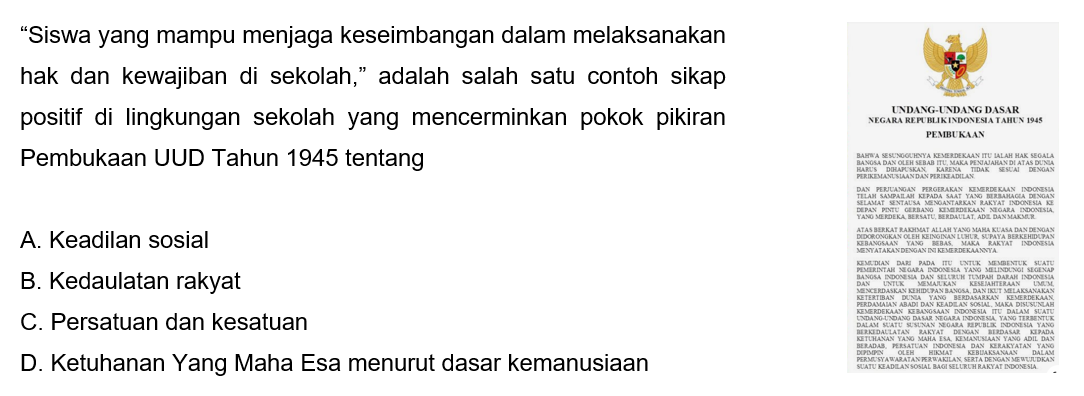 “Siswa yang mampu menjaga keseimbangan dalam melaksanakan
hak dan kewajiban di sekolah,” adalah salah satu contoh sikap
positif di lingkungan sekolah yang mencerminkan pokok pikiran
Pembukaan UUD Tahun 1945 tentang
A. Keadilan sosial
B. Kedaulatan rakyat
C. Persatuan dan kesatuan
D. Ketuhanan Yang Maha Esa menurut dasar kemanusiaan
UNDANG-UNDANG DASAR
NEGARA REPUBLIK INDONESIA TAHUN 1945
PEMBUKAAN
BAHWA SESUNGGUHNYA KEMERDEKAAN ITU IALAH HAK SEGALA
BANGSA DAN OLEH SEBAB ITU, MAKA PENJAJAHAN DI ATAS DUNIA
HARUS DIHAPUSKAN, KARENA TIDAK SESUAI DENGAN
PERIKEMANUSIAAN DAN PERIKEADILAN.
DAN PERJUANGAN PERGERAKAN KEMERDEKAAN INDONESIA
TELAH SAMPAILAH KEPADA SAAT YANG BERBAHAGIA DENGAN
SELAMAT SENTAUSA MENGANTARKAN RAKYAT INDONESIA KE
DEPAN PINTU GERBANG KEMERDEKAAN NEGARA INDONESIA,
YANG MERDEKA, BERSATU, BERDAULAT, ADIL DAN MAKMUR.
ATAS BERKAT RAKHMAT ALLAH YANG MAHA KUASA DAN DENGAN
DIDORONGKAN OLEH KEINGINAN LUHUR, SUPAYA BERKEHIDUPAN
KEBANGSAAN YANG BEBAS, MAKA RAKYAT INDONESIA
MENYATAKAN DENGAN INI KEMERDEKAANNYA.
KEMUDIAN DARI PADA ITU UNTUK MEMBENTUK SUATU
PEMERINTAH NEGARA INDONESIA YANG MELINDUNGI SEGENAP
BANGSA INDONESIA DAN SELURUH TUMPAH DARAH INDONESIA
DAN UNTUK MEMAJUKAN KESEJAHTERAAN UMUM,
MENCERDASKAN KEHIDUPAN BANGSA, DAN IKUT MELAKSANAKAN
KETERTIBAN DUNIA YANG BERDASARKAN KEMERDEKAAN,
PERDAMAIAN ABADI DAN KEADILAN SOSIAL, MAKA DISUSUNLAH
KEMERDEKAAN KEBANGSAAN INDONESIA ITU DALAM SUATU
UNDANG-UNDANG DASAR NEGARA INDONESIA, YANG TERBENTUK
DALAM SUATU SUSUNAN NEGARA REPUBLIK INDONESIA YANG
BERKEDAULATAN RAKYAT DENGAN BERDASAR KEPADA
KETUHANAN YANG MAHA ESA, KEMANUSIAAN YANG ADIL DAN
BERADAB, PERSATUAN INDONESIA DAN KERAKYATAN YANG
DIPIMPIN OLEH HIKMAT KEBIJAKSANAAN DALAM
PERMUSYAWARATAN/PERWAKILAN, SERTA DENGAN MEWUJUDKAN
SUATU KEADILAN SOSIAL BAGI SELURUH RAKYAT INDONESIA.